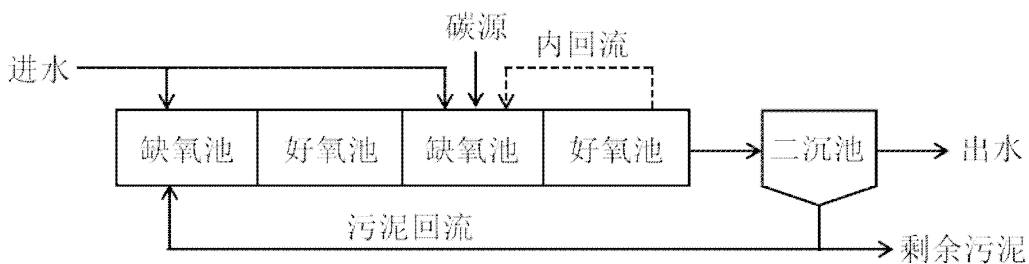 碳源
内回流
进水
缺氧池
好氧池
缺氧池
好氧池
二沉池
出水
污泥回流
剩余污泥